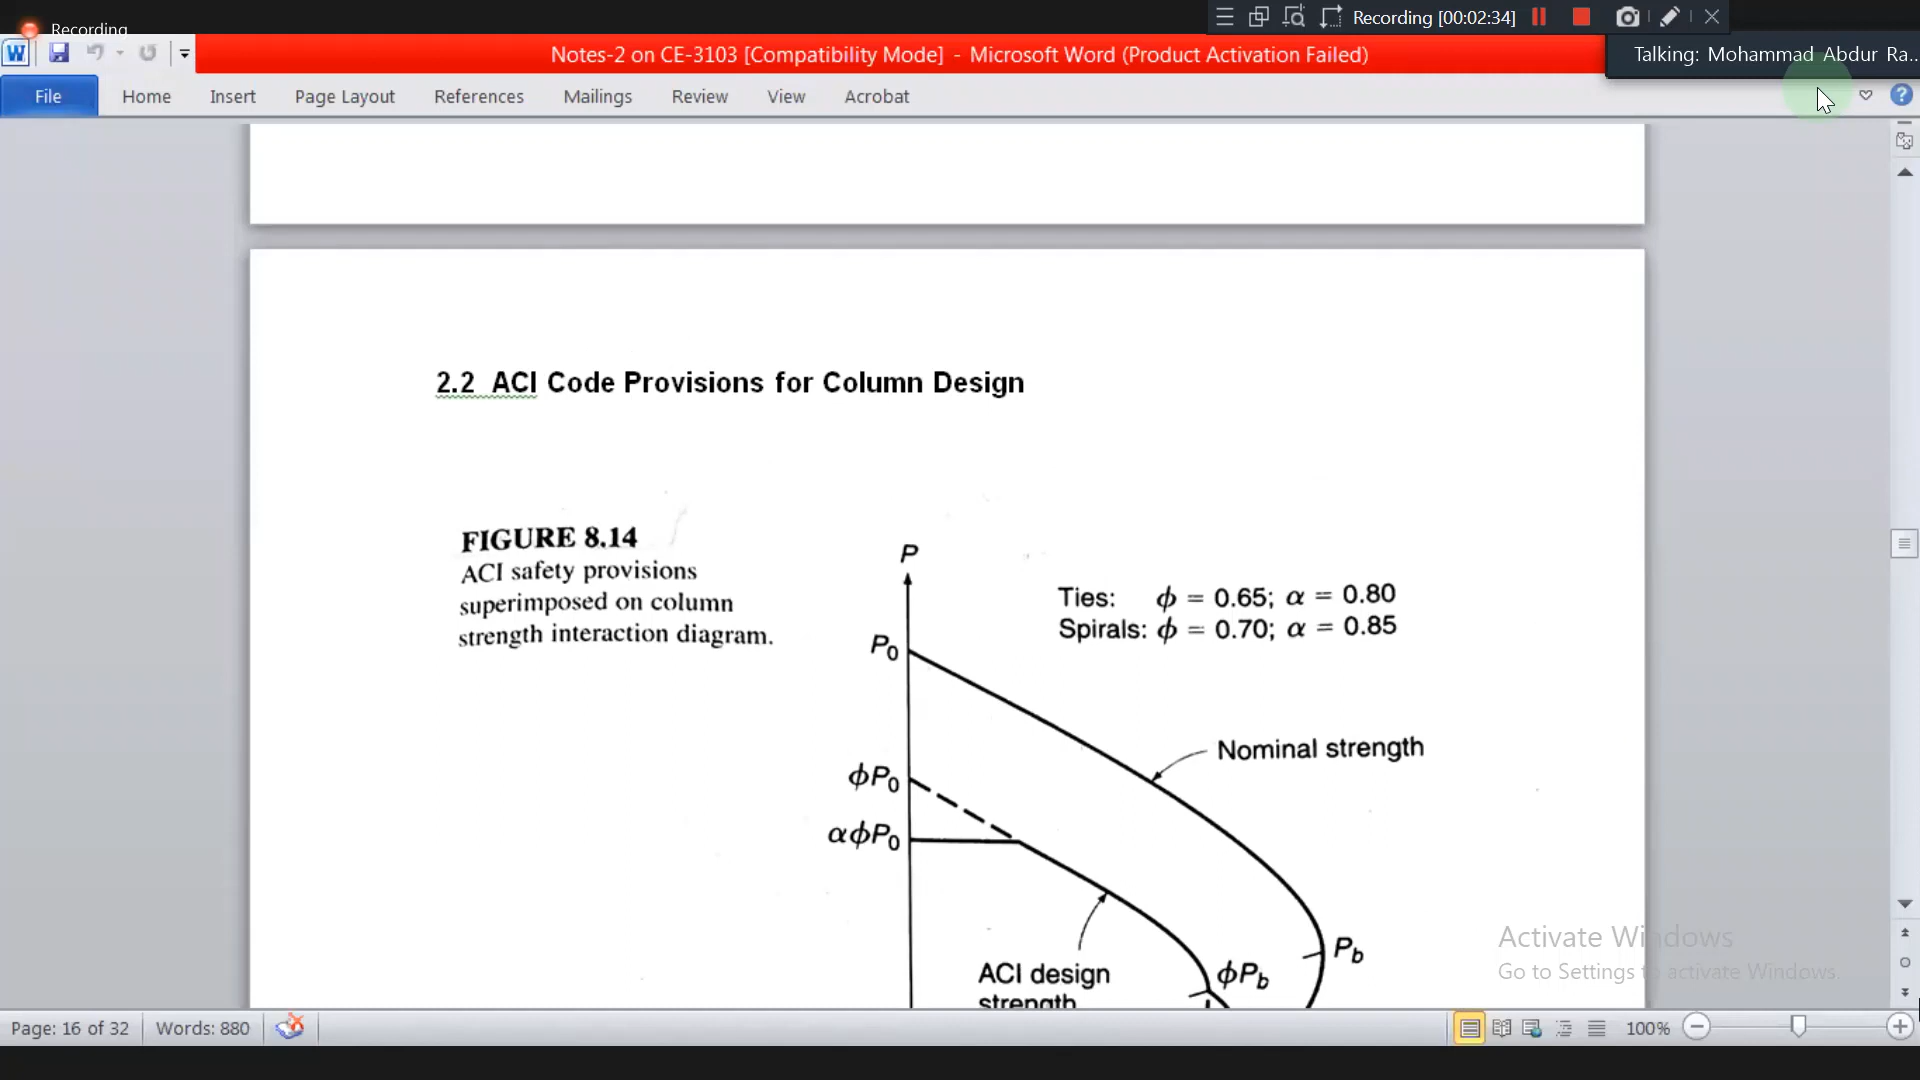 Recording
Recording [00:02:34]
Notes-2 on CE-3103 [Compatibility Mode] - Microsoft Word (Product Activation Failed)
Talking: Mohammad Abdur Ra...
File Home Insert Page Layout References Mailings Review View Acrobat
2.2 ACI Code Provisions for Column Design
FIGURE 8.14
ACI safety provisions
superimposed on column
strength interaction diagram.
P
Ties: ϕ = 0.65; α = 0.80
Spirals: ϕ = 0.70; α = 0.85
P₀
Nominal strength
ϕP₀
αϕP₀
P_b
ϕP_b
ACI design
strength
Activate Windows
Go to Settings to activate Windows.
Page: 16 of 32 Words: 880 100%